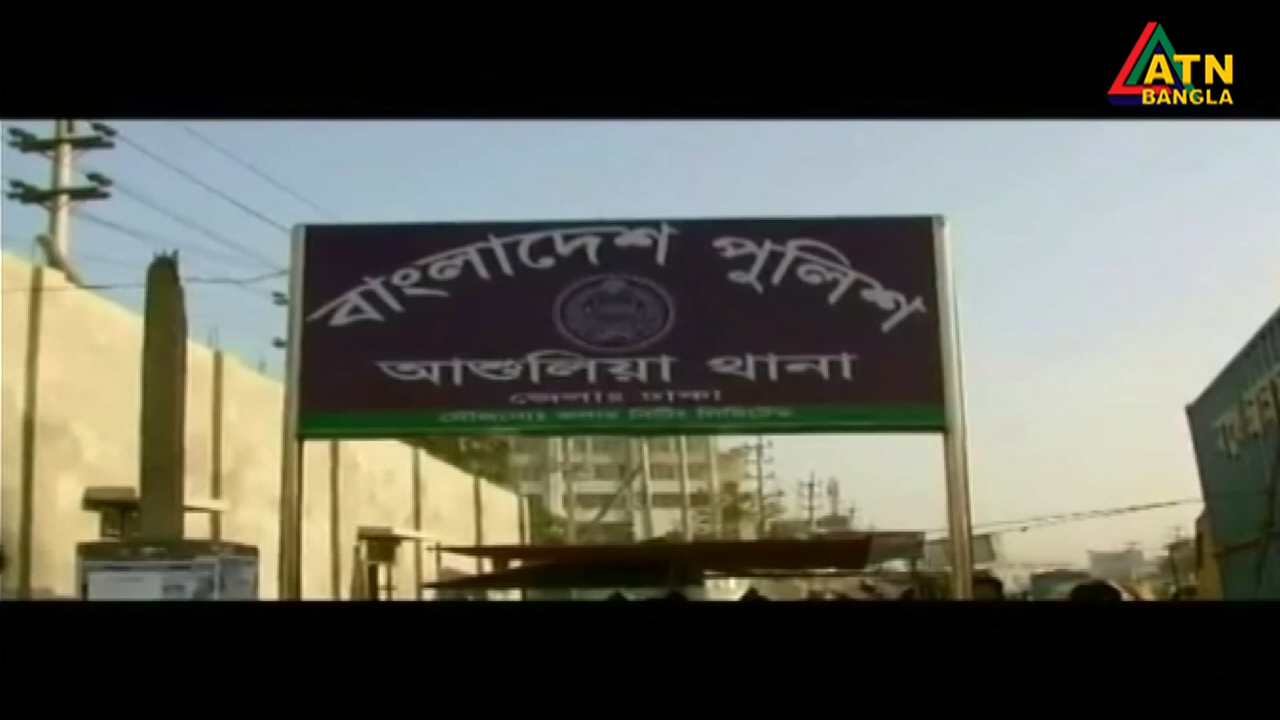 ATN
BANGLA
বাংলাদেশ পুলিশ
আশুলিয়া থানা
জেলাঃ ঢাকা
লিমিটেড